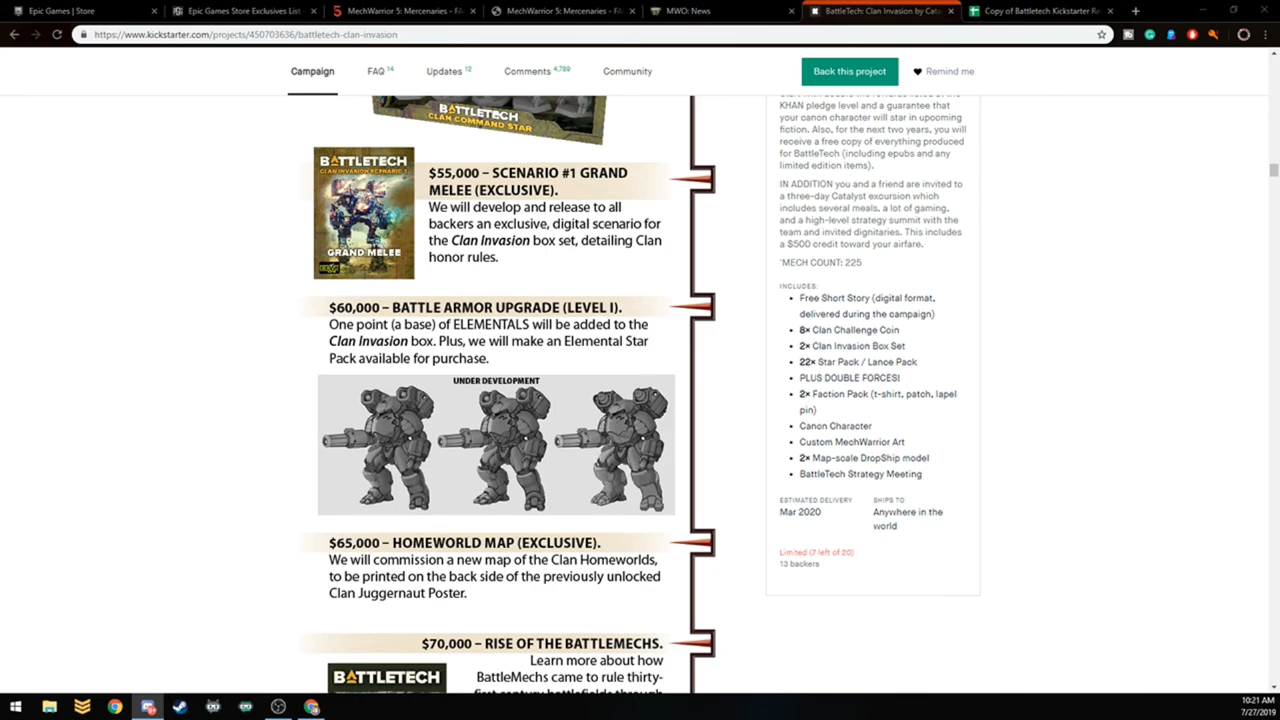 Epic Games | Store
Epic Games Store Exclusives List
MechWarrior 5: Mercenaries - FA
MechWarrior 5: Mercenaries - FA
MWO: News
BattleTech: Clan Invasion by Cata
Copy of Battletech Kickstarter Re
https://www.kickstarter.com/projects/450703636/battletech-clan-invasion
Campaign
FAQ 14
Updates 12
Comments 4,789
Community
Back this project
Remind me
BATTLETECH
CLAN COMMAND STAR
BATTLETECH
CLAN INVASION SCENARIO 1
GRAND MELEE
$55,000 – SCENARIO #1 GRAND
MELEE (EXCLUSIVE).
We will develop and release to all
backers an exclusive, digital scenario for
the Clan Invasion box set, detailing Clan
honor rules.
$60,000 – BATTLE ARMOR UPGRADE (LEVEL I).
One point (a base) of ELEMENTALS will be added to the
Clan Invasion box. Plus, we will make an Elemental Star
Pack available for purchase.
UNDER DEVELOPMENT
$65,000 – HOMEWORLD MAP (EXCLUSIVE).
We will commission a new map of the Clan Homeworlds,
to be printed on the back side of the previously unlocked
Clan Juggernaut Poster.
$70,000 – RISE OF THE BATTLEMECHS.
Learn more about how
BattleMechs came to rule thirty-
first century battlefields through
BATTLETECH
KHAN pledge level and a guarantee that
your canon character will star in upcoming
fiction. Also, for the next two years, you will
receive a free copy of everything produced
for BattleTech (including epubs and any
limited edition items).
IN ADDITION you and a friend are invited to
a three-day Catalyst excursion which
includes several meals, a lot of gaming,
and a high-level strategy summit with the
team and invited dignitaries. This includes
a $500 credit toward your airfare.
*MECH COUNT: 225
INCLUDES:
Free Short Story (digital format,
delivered during the campaign)
8× Clan Challenge Coin
2× Clan Invasion Box Set
22× Star Pack / Lance Pack
PLUS DOUBLE FORCES!
2× Faction Pack (t-shirt, patch, lapel
pin)
Canon Character
Custom MechWarrior Art
2× Map-scale DropShip model
BattleTech Strategy Meeting
ESTIMATED DELIVERY
Mar 2020
SHIPS TO
Anywhere in the
world
Limited (7 left of 20)
13 backers
10:21 AM
7/27/2019